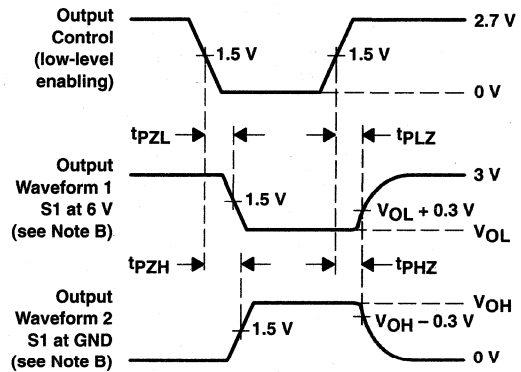 Output
Control
(low-level
enabling)
2.7 V
1.5 V
1.5 V
0 V
tPZL
tPLZ
Output
Waveform 1
S1 at 6 V
(see Note B)
3 V
1.5 V
VOL + 0.3 V
VOL
tPZH
tPHZ
Output
Waveform 2
S1 at GND
(see Note B)
VOH
1.5 V
VOH – 0.3 V
0 V